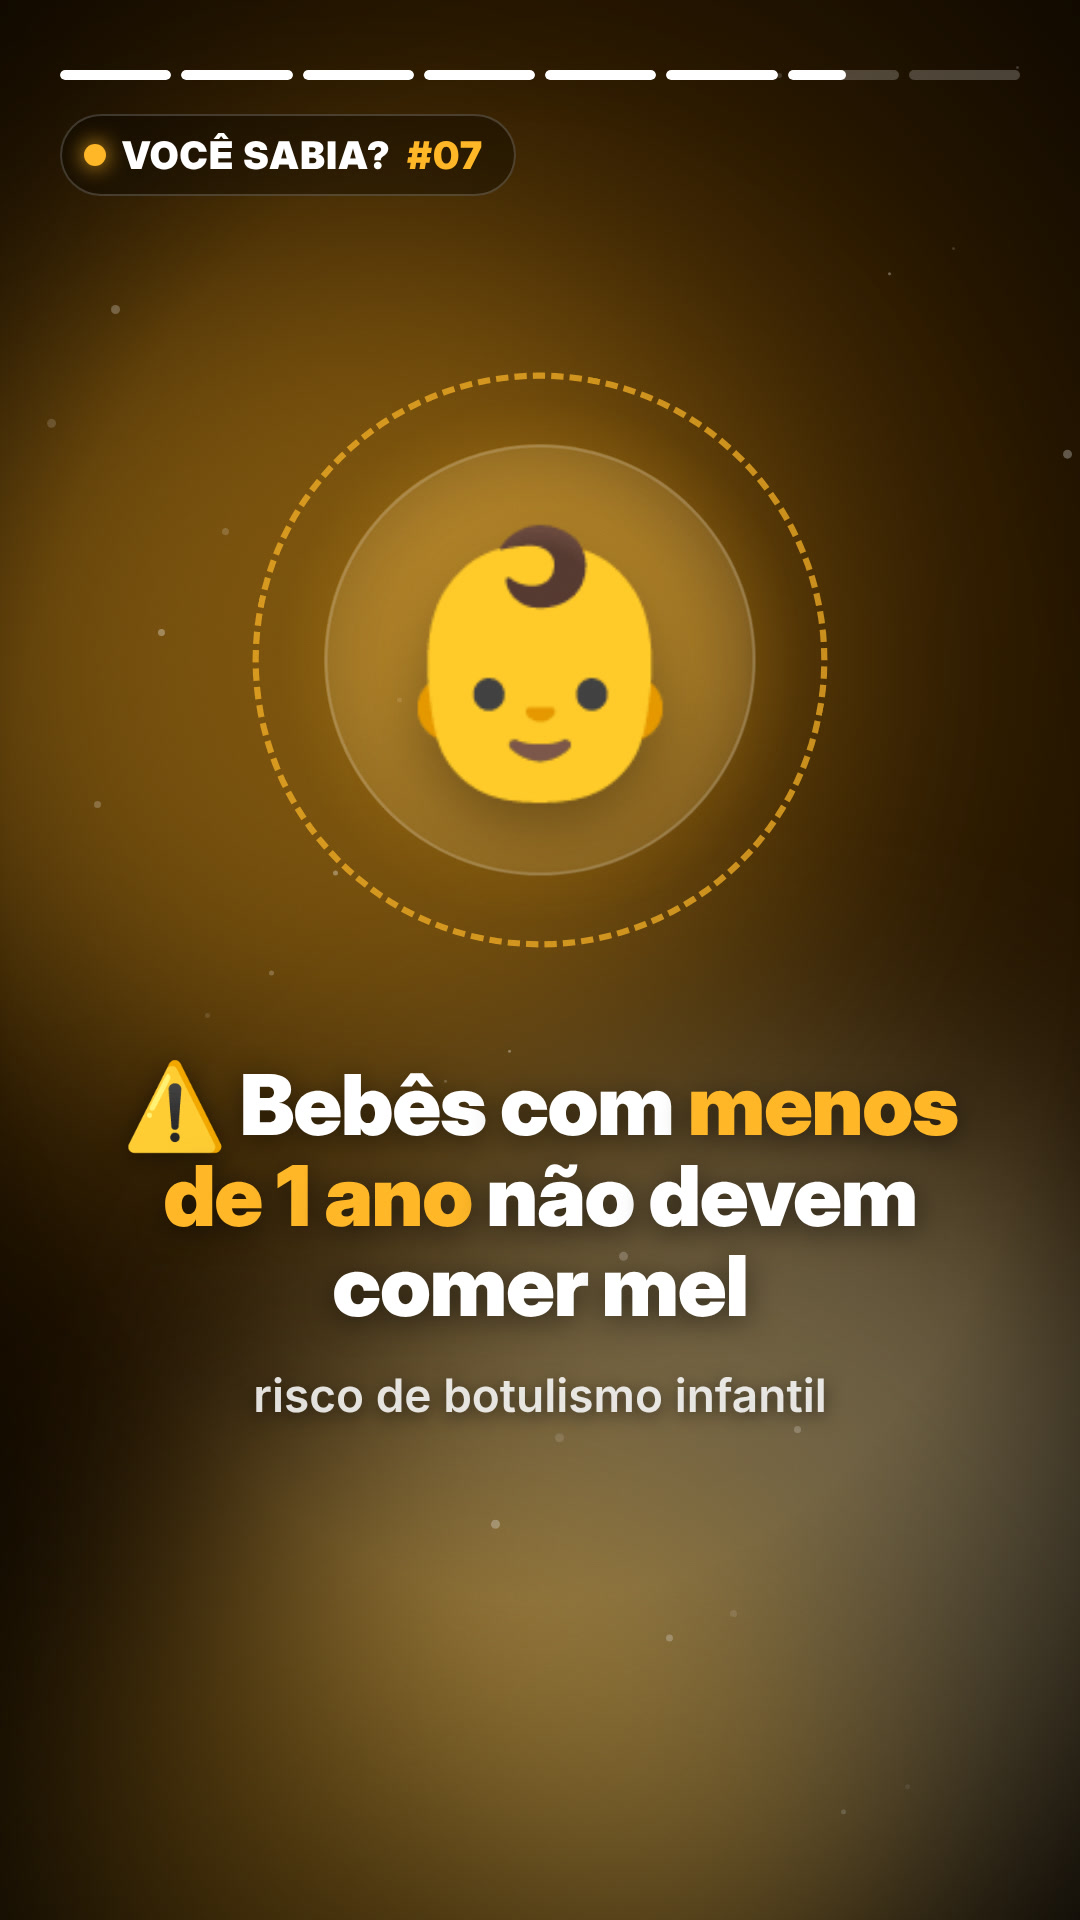 VOCÊ SABIA? #07
⚠️ Bebês com menos
de 1 ano não devem
comer mel
risco de botulismo infantil